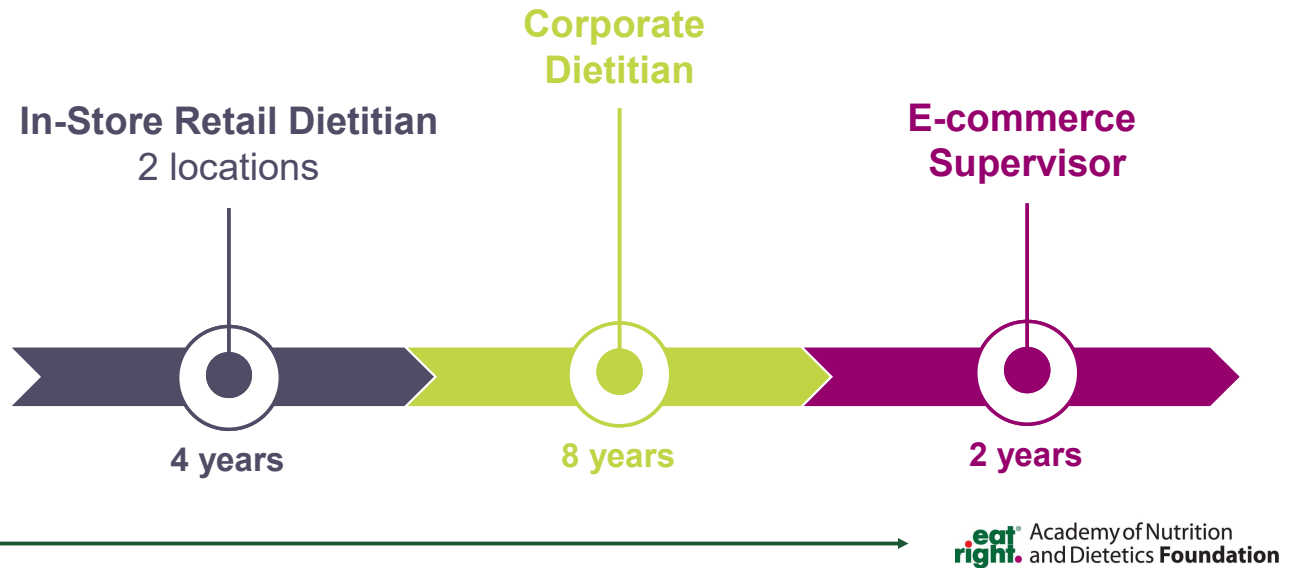 Corporate
Dietitian
In-Store Retail Dietitian
2 locations
E-commerce
Supervisor
4 years
8 years
2 years
eat® Academy of Nutrition
right. and Dietetics Foundation